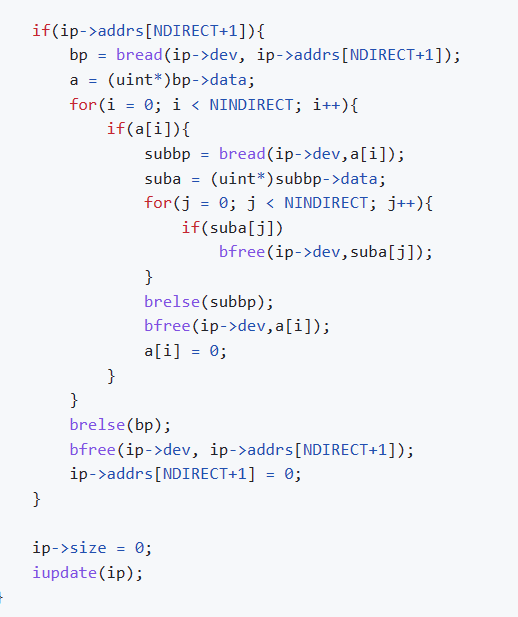 if(ip->addrs[NDIRECT+1]){
    bp = bread(ip->dev, ip->addrs[NDIRECT+1]);
    a = (uint*)bp->data;
    for(i = 0; i < NINDIRECT; i++){
        if(a[i]){
            subbp = bread(ip->dev,a[i]);
            suba = (uint*)subbp->data;
            for(j = 0; j < NINDIRECT; j++){
                if(suba[j])
                    bfree(ip->dev,suba[j]);
            }
            brelse(subbp);
            bfree(ip->dev,a[i]);
            a[i] = 0;
        }
    }
    brelse(bp);
    bfree(ip->dev, ip->addrs[NDIRECT+1]);
    ip->addrs[NDIRECT+1] = 0;
}

ip->size = 0;
iupdate(ip);
}